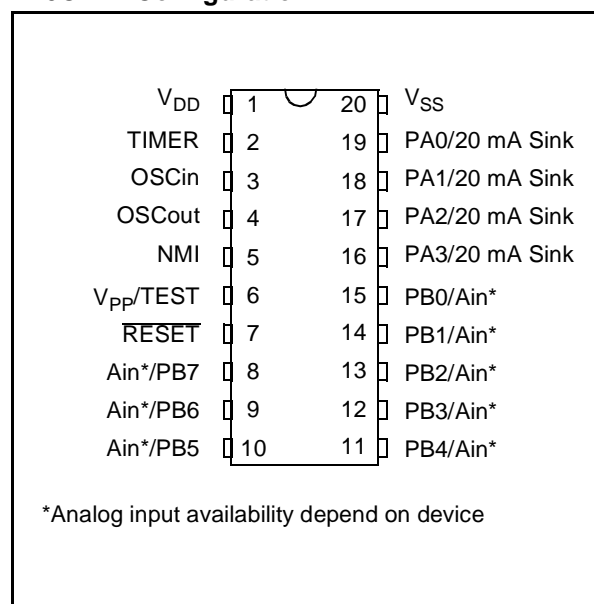 V_DD 1 20 V_SS
TIMER 2 19 PA0/20 mA Sink
OSCin 3 18 PA1/20 mA Sink
OSCout 4 17 PA2/20 mA Sink
NMI 5 16 PA3/20 mA Sink
V_PP/TEST 6 15 PB0/Ain*
RESET 7 14 PB1/Ain*
Ain*/PB7 8 13 PB2/Ain*
Ain*/PB6 9 12 PB3/Ain*
Ain*/PB5 10 11 PB4/Ain*
*Analog input availability depend on device